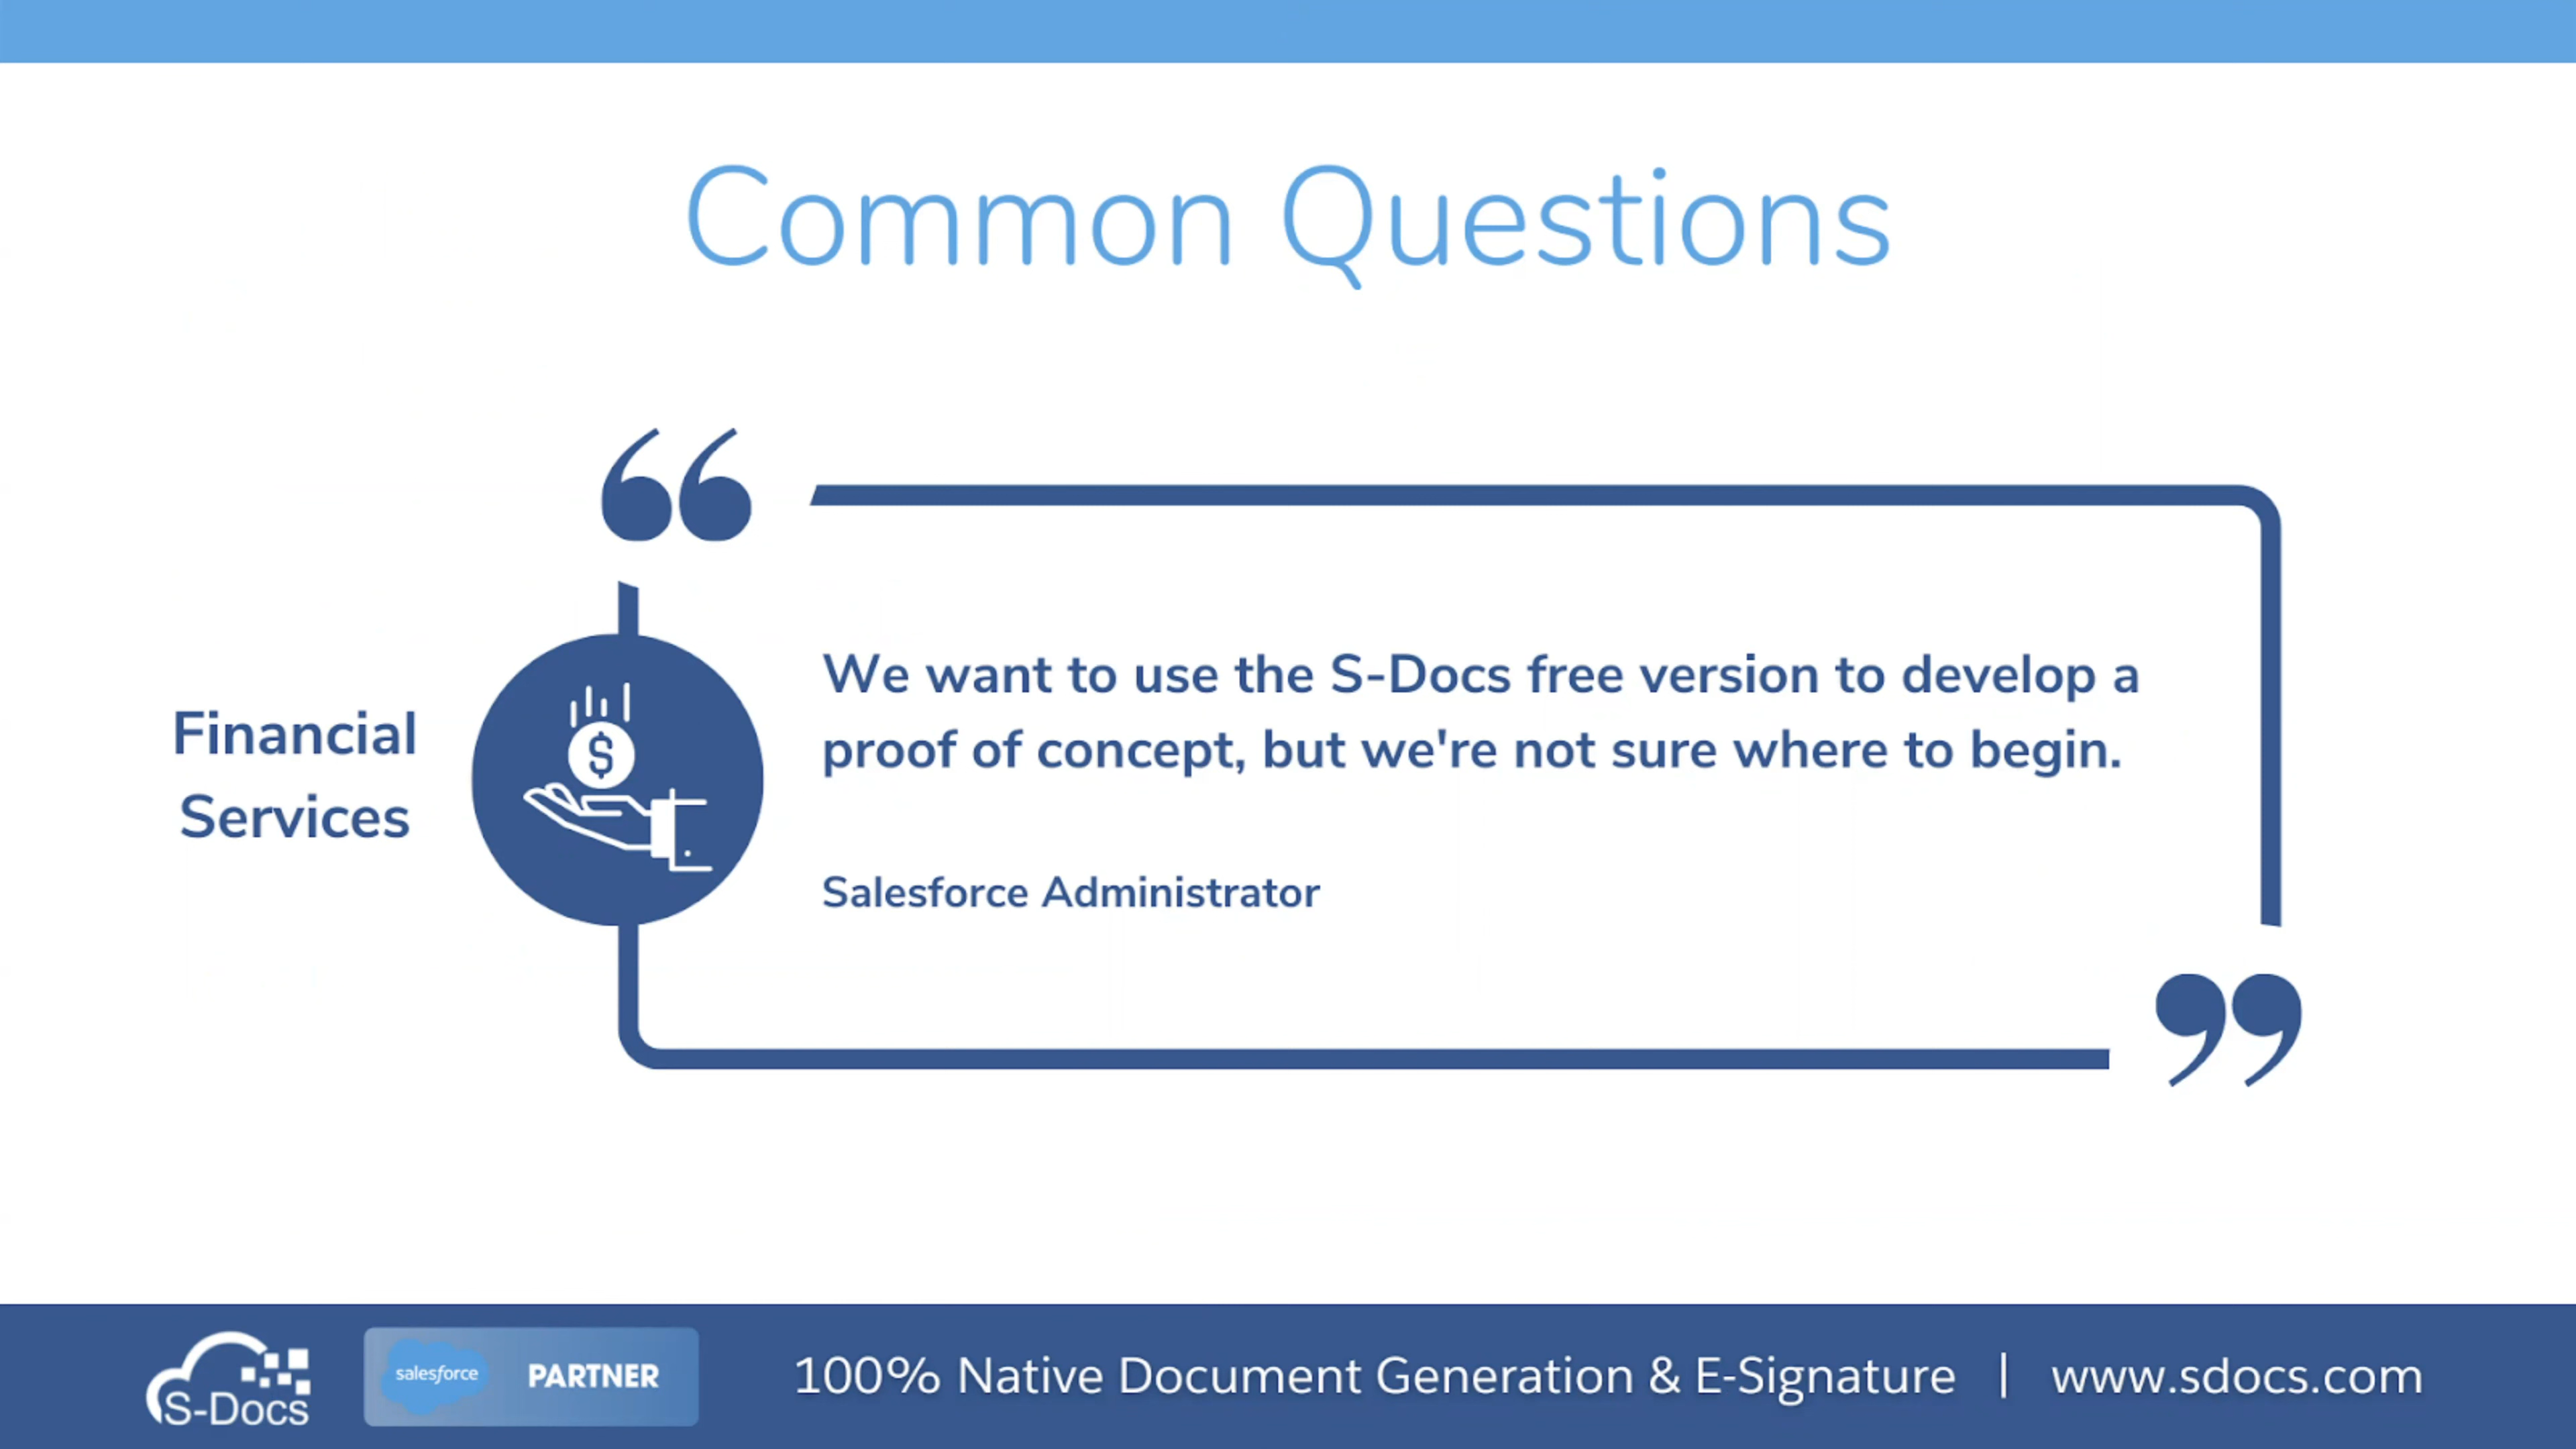 Common Questions
“
Financial
Services
$
We want to use the S-Docs free version to develop a
proof of concept, but we're not sure where to begin.
Salesforce Administrator
”
S-Docs
salesforce PARTNER
100% Native Document Generation & E-Signature | www.sdocs.com